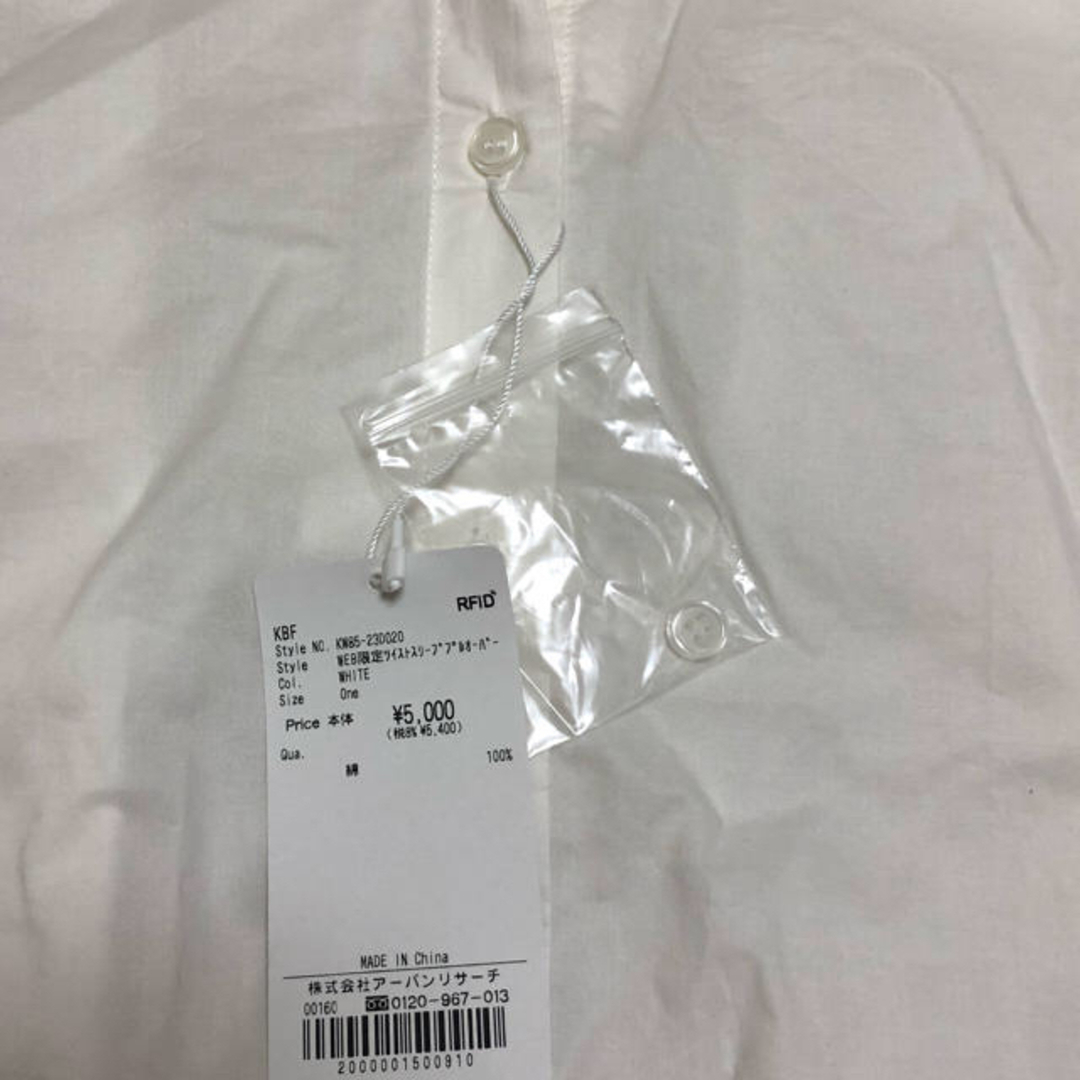 RFID
KBF
Style NO. KW85-23D020
Style WEB限定ﾂｲｽﾄｽﾘｰﾌﾞﾌﾟﾙｵｰﾊﾞｰ
Col. WHITE
Size One
Price 本体 ¥5,000
(税8% ¥5,400)
Qua.
綿 100%
MADE IN China
株式会社アーバンリサーチ
00160 0120-967-013
2000001500910